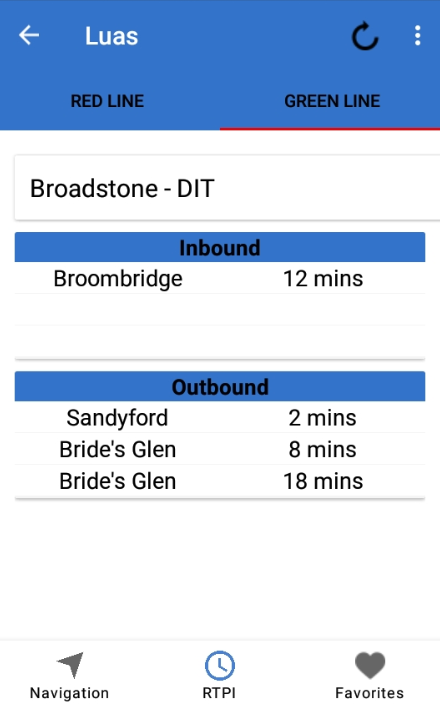 Luas
RED LINE GREEN LINE
Broadstone - DIT
Inbound
Broombridge 12 mins
Outbound
Sandyford 2 mins
Bride's Glen 8 mins
Bride's Glen 18 mins
Navigation RTPI Favorites